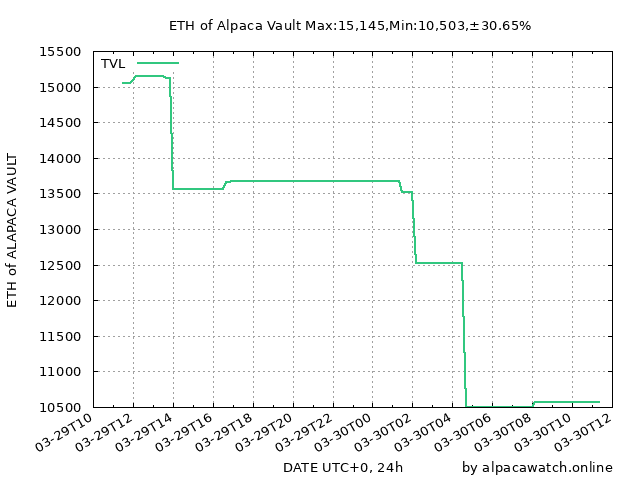 ETH of Alpaca Vault Max:15,145,Min:10,503,±30.65%
TVL
15500
15000
14500
14000
13500
13000
12500
12000
11500
11000
10500
ETH of ALAPACA VAULT
03-29T10
03-29T12
03-29T14
03-29T16
03-29T18
03-29T20
03-29T22
03-30T00
03-30T02
03-30T04
03-30T06
03-30T08
03-30T10
03-30T12
DATE UTC+0, 24h
by alpacawatch.online